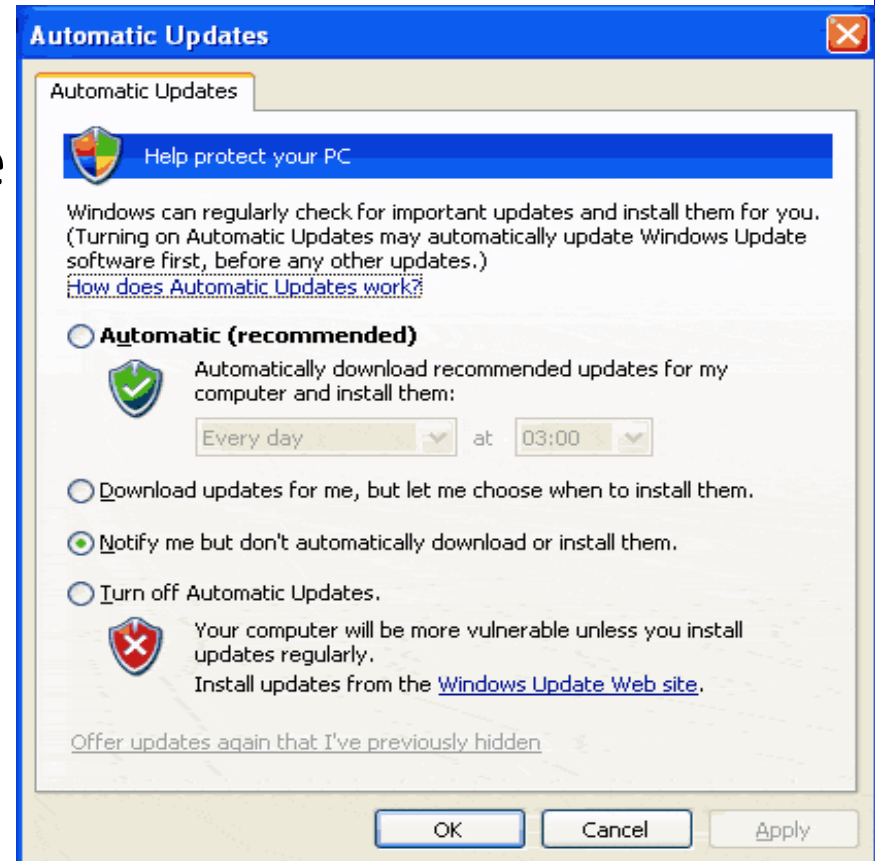 Automatic Updates
Automatic Updates
e
Help protect your PC
Windows can regularly check for important updates and install them for you.
(Turning on Automatic Updates may automatically update Windows Update
software first, before any other updates.)
How does Automatic Updates work?
Automatic (recommended)
Automatically download recommended updates for my
computer and install them:
Every day at 03:00
Download updates for me, but let me choose when to install them.
Notify me but don't automatically download or install them.
Turn off Automatic Updates.
Your computer will be more vulnerable unless you install
updates regularly.
Install updates from the Windows Update Web site.
Offer updates again that I've previously hidden
OK Cancel Apply